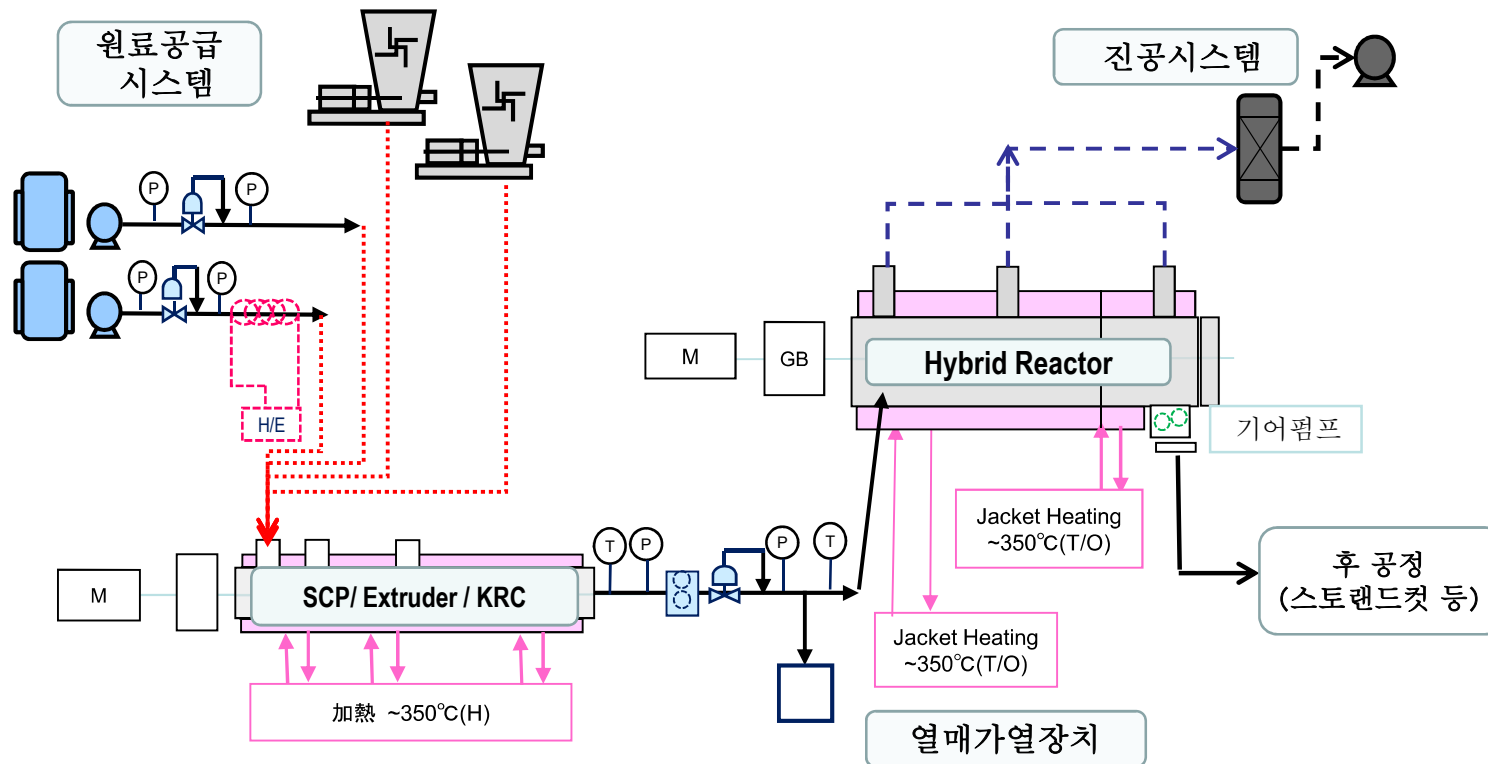 원료공급
시스템
진공시스템
P
P
P
P
H/E
M
GB
Hybrid Reactor
기어펌프
Jacket Heating
~350℃(T/O)
후 공정
(스토랜드컷 등)
T
P
P
T
M
SCP/ Extruder / KRC
Jacket Heating
~350℃(T/O)
加熱 ~350℃(H)
열매가열장치